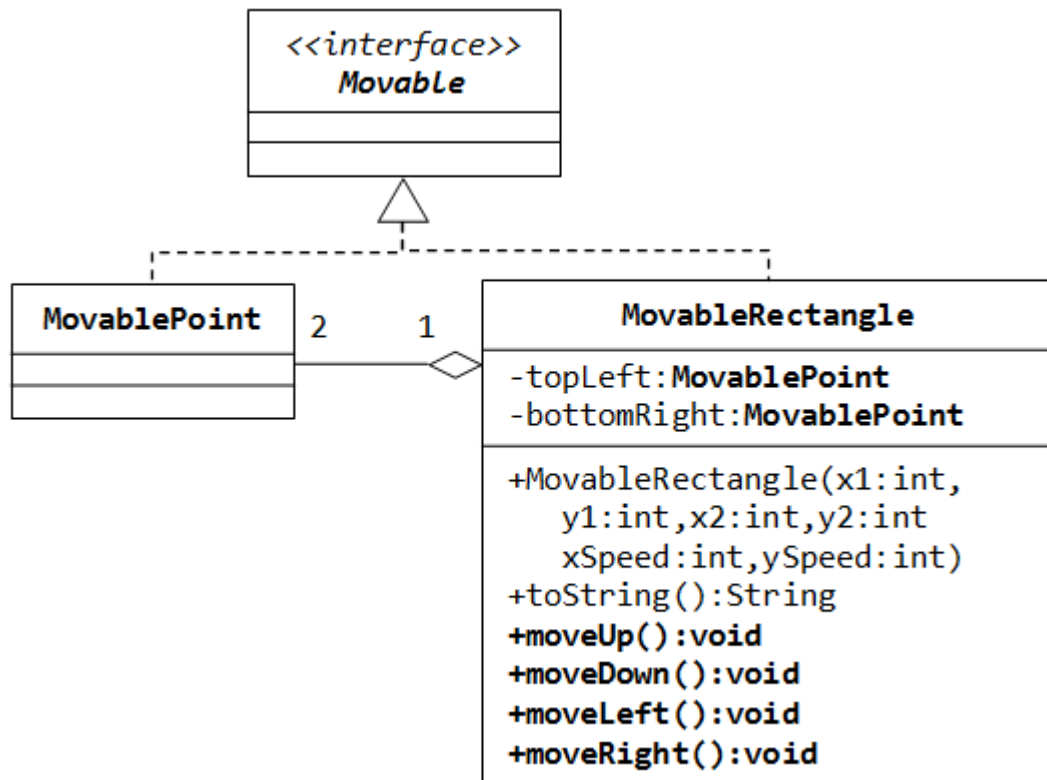 <<interface>>
Movable
MovablePoint
2
1
MovableRectangle
-topLeft:MovablePoint
-bottomRight:MovablePoint
+MovableRectangle(x1:int,
y1:int,x2:int,y2:int
xSpeed:int,ySpeed:int)
+toString():String
+moveUp():void
+moveDown():void
+moveLeft():void
+moveRight():void